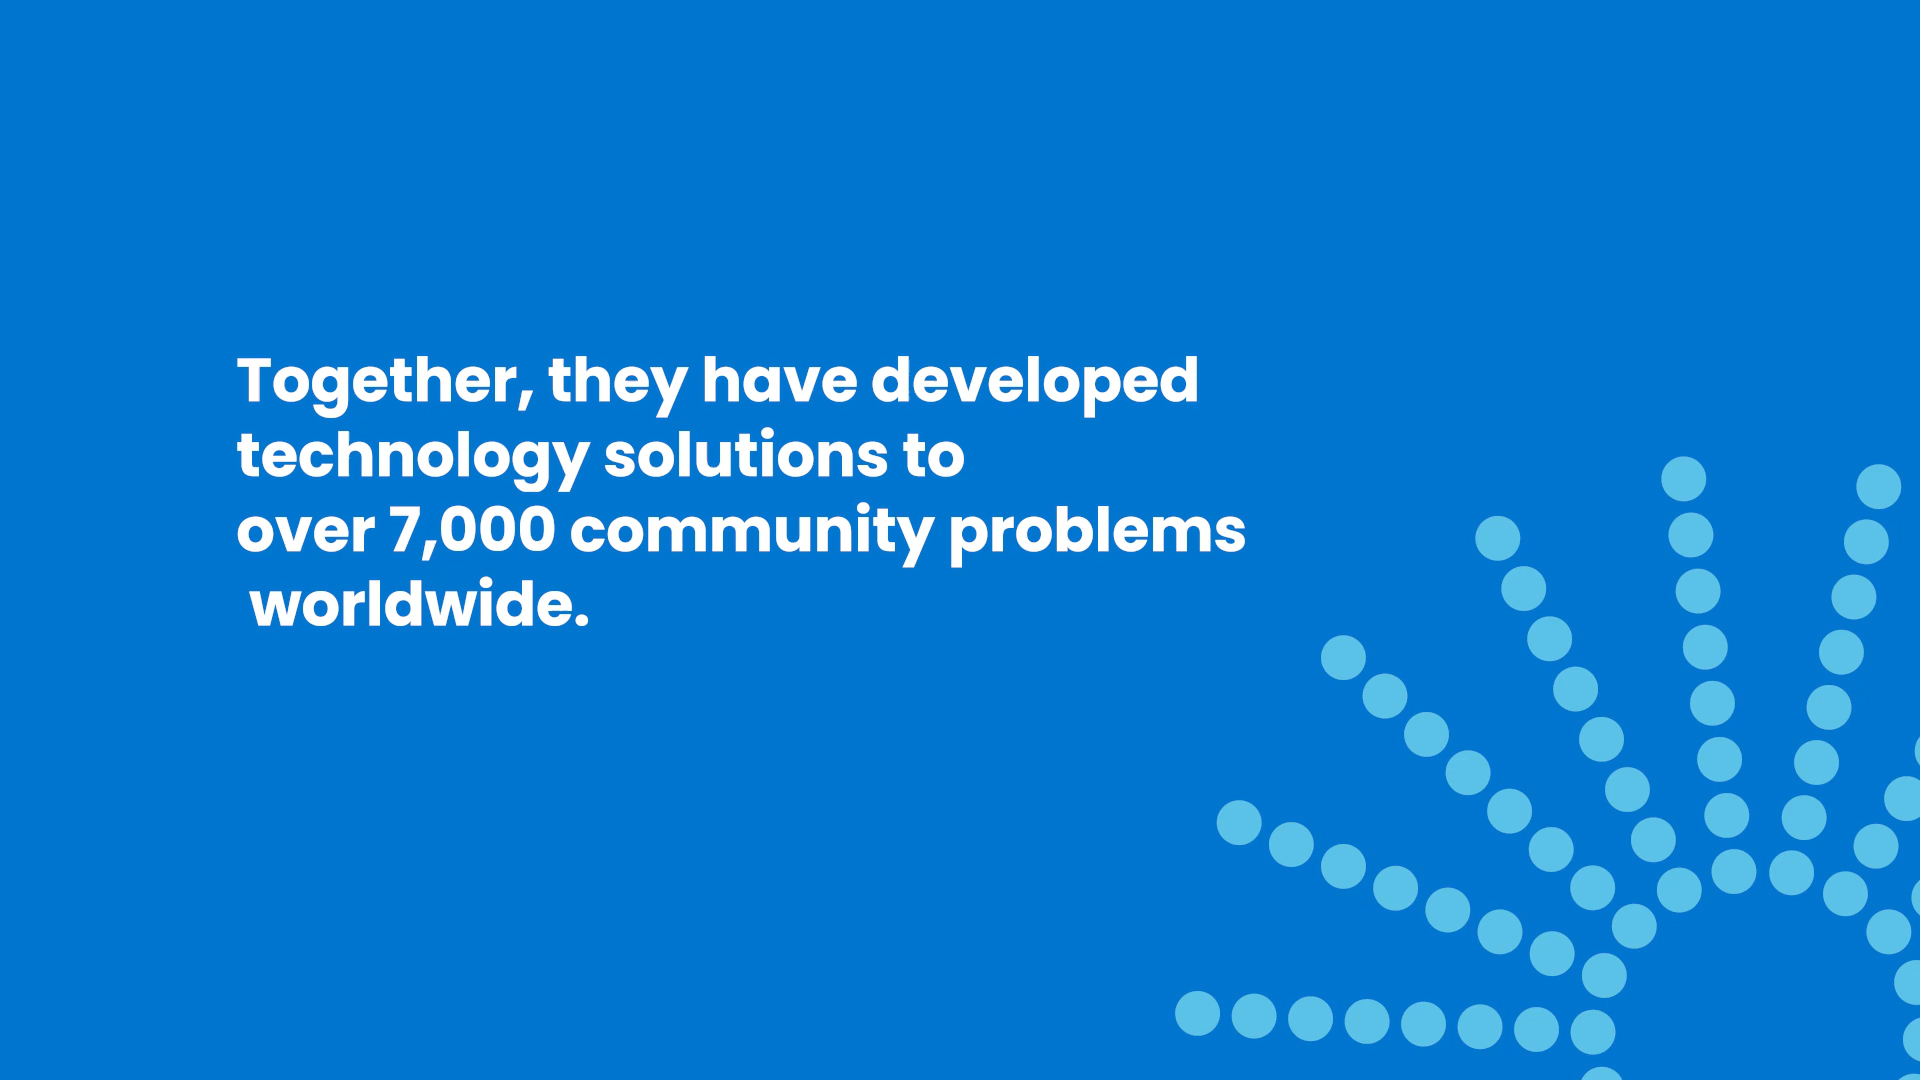 Together, they have developed
technology solutions to
over 7,000 community problems
worldwide.